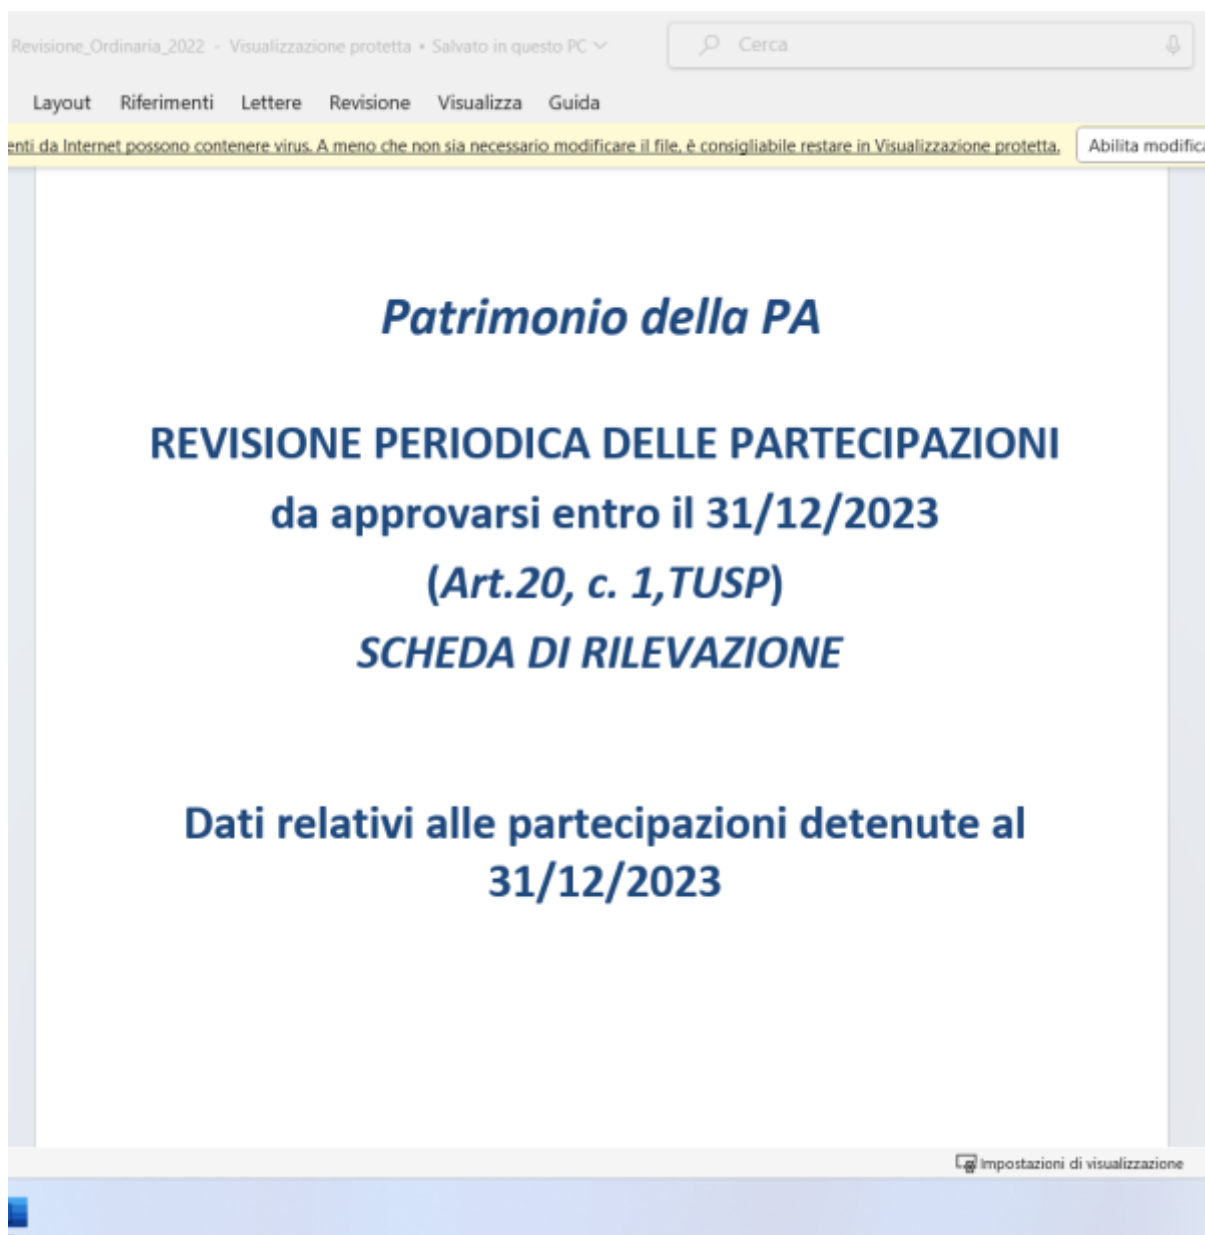 Revisione_Ordinaria_2022 - Visualizzazione protetta • Salvato in questo PC
Cerca
Layout Riferimenti Lettere Revisione Visualizza Guida
enti da Internet possono contenere virus. A meno che non sia necessario modificare il file, è consigliabile restare in Visualizzazione protetta. Abilita modifica
Patrimonio della PA
REVISIONE PERIODICA DELLE PARTECIPAZIONI
da approvarsi entro il 31/12/2023
(Art.20, c. 1,TUSP)
SCHEDA DI RILEVAZIONE
Dati relativi alle partecipazioni detenute al
31/12/2023
Impostazioni di visualizzazione